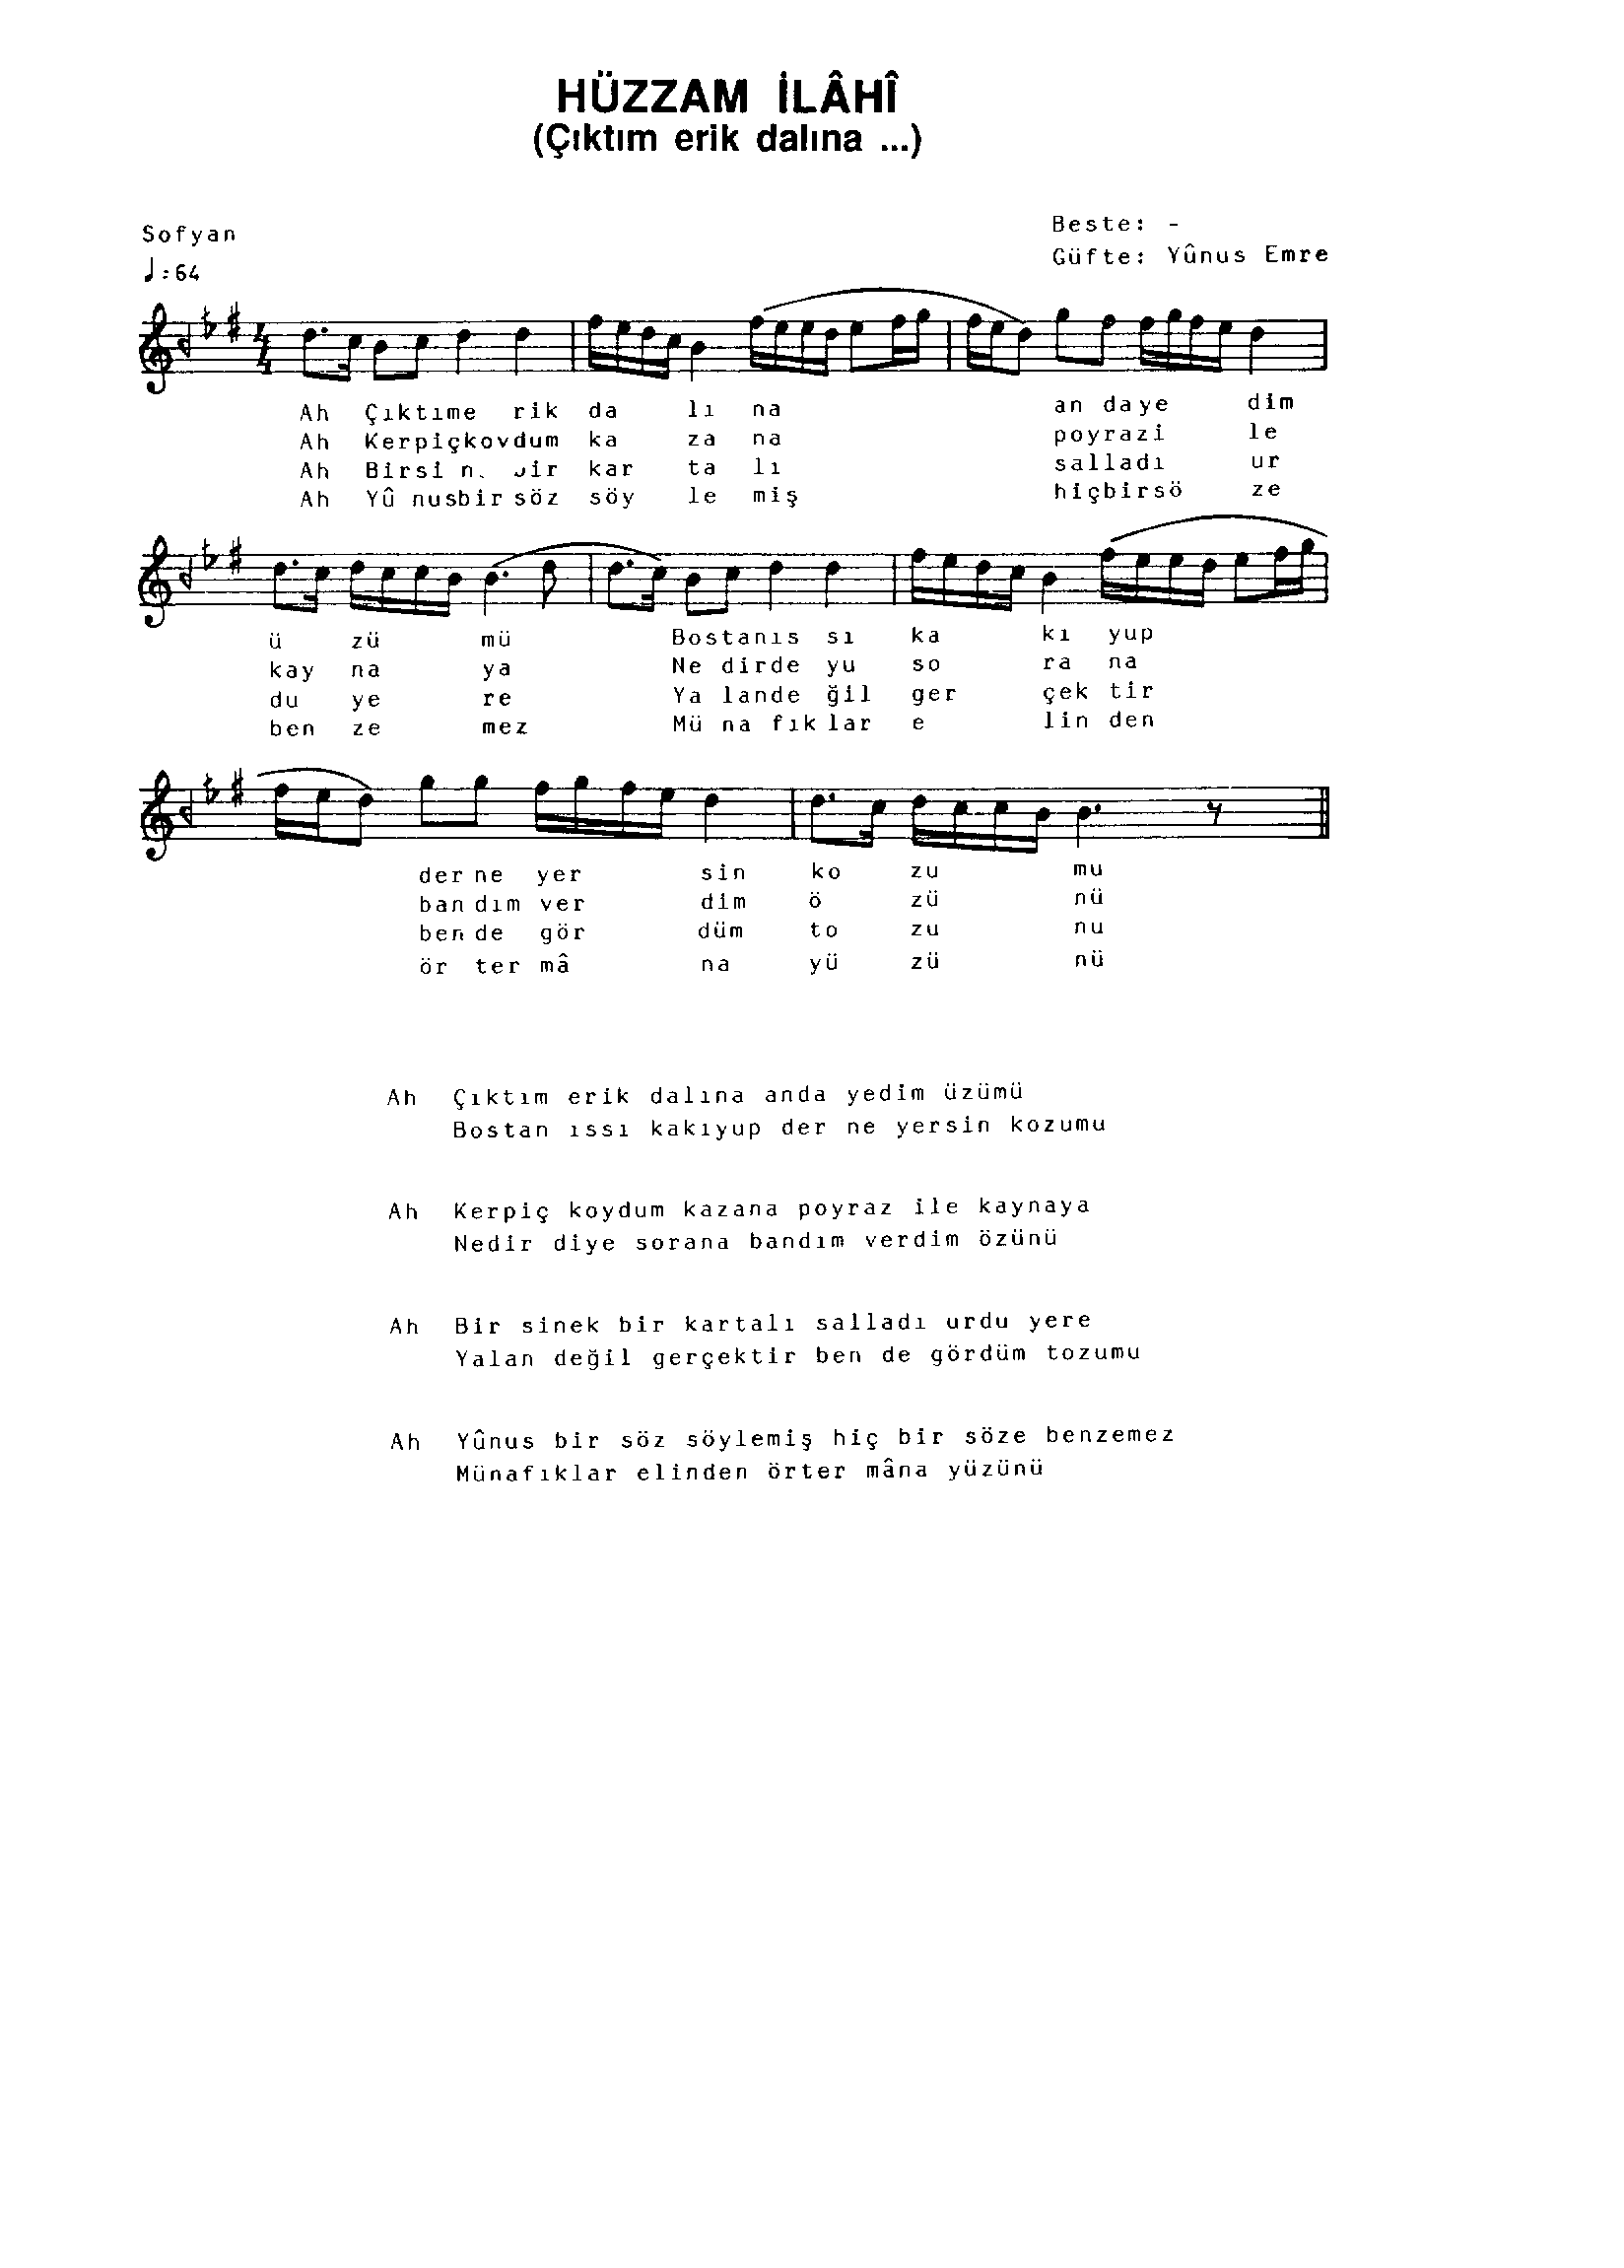 HÜZZAM İLÂHÎ
(Çıktım erik dalına ...)
Sofyan
Beste: -
♩:64
Güfte: Yûnus Emre
Ah Çıktıme rik da lı na an daye dim
Ah Kerpiçkoydum ka za na poyrazi le
Ah Birsi kar ta lı salladı ur
Ah Yû nusbir söz söy le miş hiçbirsö ze
ü zü mü Bostanıs sı ka kı yup
kay na ya Ne dirde yu so ra na
du ye re Ya lande ğil ger çek tir
ben ze mez Mü na fık lar e lin den
der ne yer sin ko zu mu
ban dım ver dim ö zü nü
ben de gör düm to zu nu
ör ter mâ na yü zü nü
Ah Çıktım erik dalına anda yedim üzümü
Bostan ıssı kakıyup der ne yersin kozumu
Ah Kerpiç koydum kazana poyraz ile kaynaya
Nedir diye sorana bandım verdim özünü
Ah Bir sinek bir kartalı salladı urdu yere
Yalan değil gerçektir ben de gördüm tozumu
Ah Yûnus bir söz söylemiş hiç bir söze benzemez
Münafıklar elinden örter mâna yüzünü